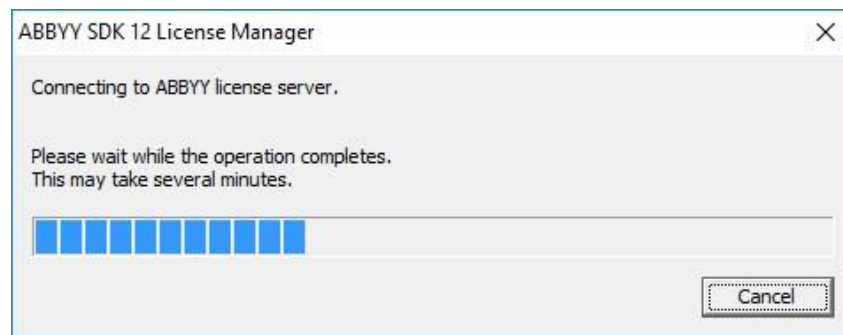 ABBYY SDK 12 License Manager
Connecting to ABBYY license server.
Please wait while the operation completes.
This may take several minutes.
Cancel